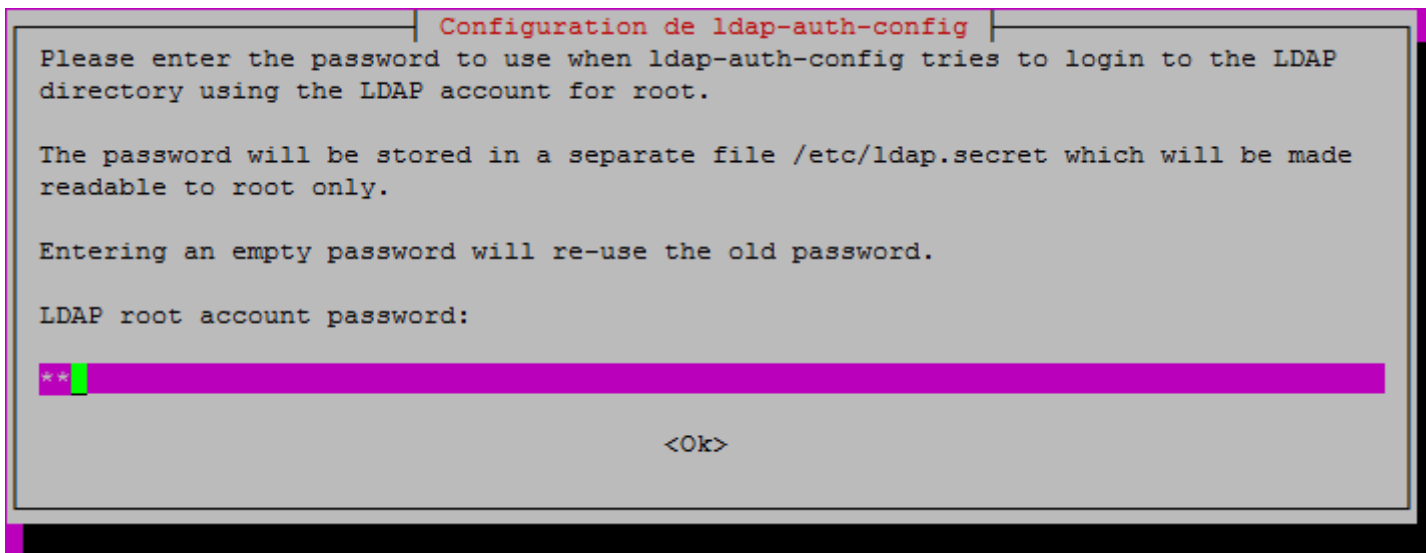 Configuration de ldap-auth-config
Please enter the password to use when ldap-auth-config tries to login to the LDAP
directory using the LDAP account for root.
The password will be stored in a separate file /etc/ldap.secret which will be made
readable to root only.
Entering an empty password will re-use the old password.
LDAP root account password:
**
<Ok>